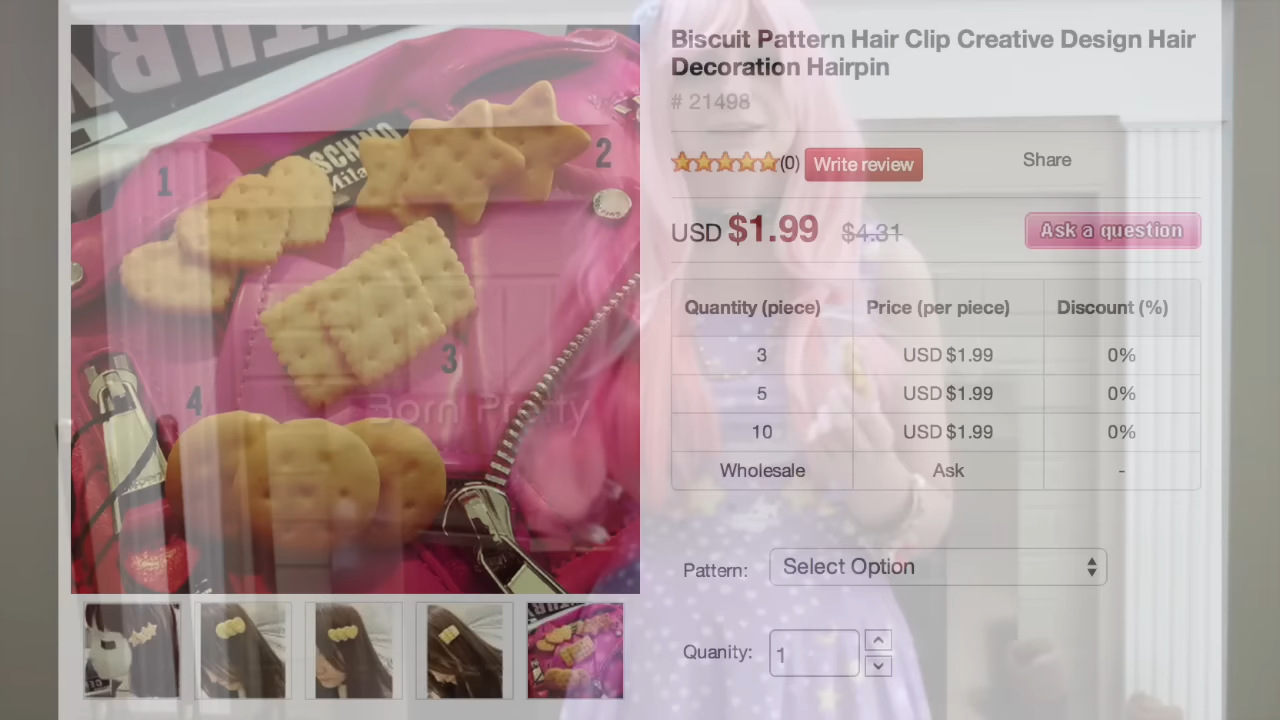 Biscuit Pattern Hair Clip Creative Design Hair
Decoration Hairpin
# 21498
(0) Write review
Share
USD $1.99 $4.31 Ask a question
Quantity (piece) Price (per piece) Discount (%)
3 USD $1.99 0%
5 USD $1.99 0%
10 USD $1.99 0%
Wholesale Ask -
Pattern: Select Option
Quanity: 1
1
2
SCHINO
Mila
3
4
Born Pretty